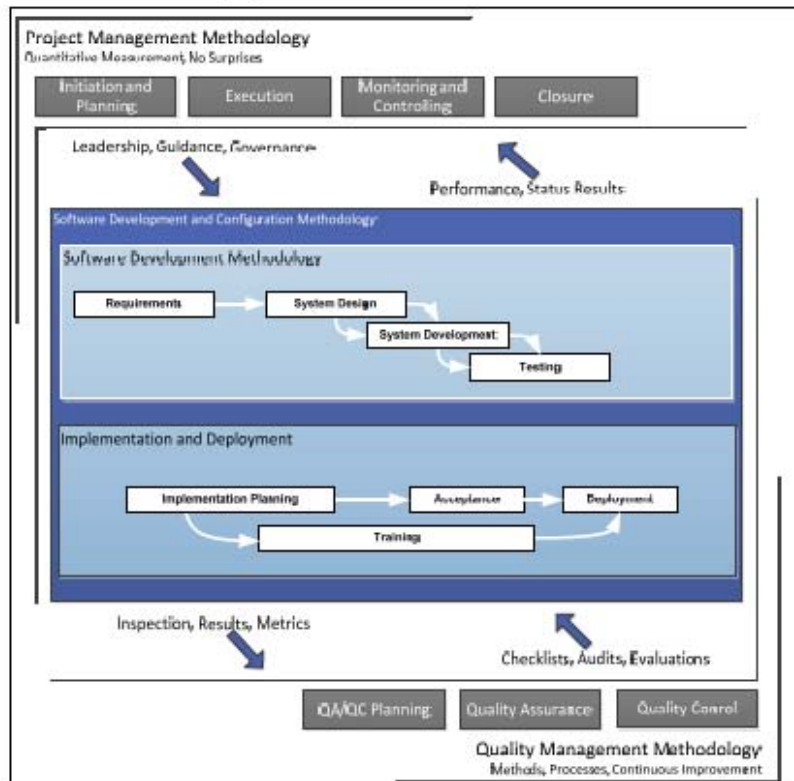 Project Management Methodology
Quantitative Measurement, No Surprises
Initiation and
Planning
Execution
Monitoring and
Controlling
Closure
Leadership, Guidance, Governance
Performance, Status Results
Software Development and Configuration Methodology
Software Development Methodology
Requirements
System Design
System Development
Testing
Implementation and Deployment
Implementation Planning
Acceptance
Deployment
Training
Inspection, Results, Metrics
Checklists, Audits, Evaluations
QA/QC Planning
Quality Assurance
Quality Control
Quality Management Methodology
Methods, Processes, Continuous Improvement